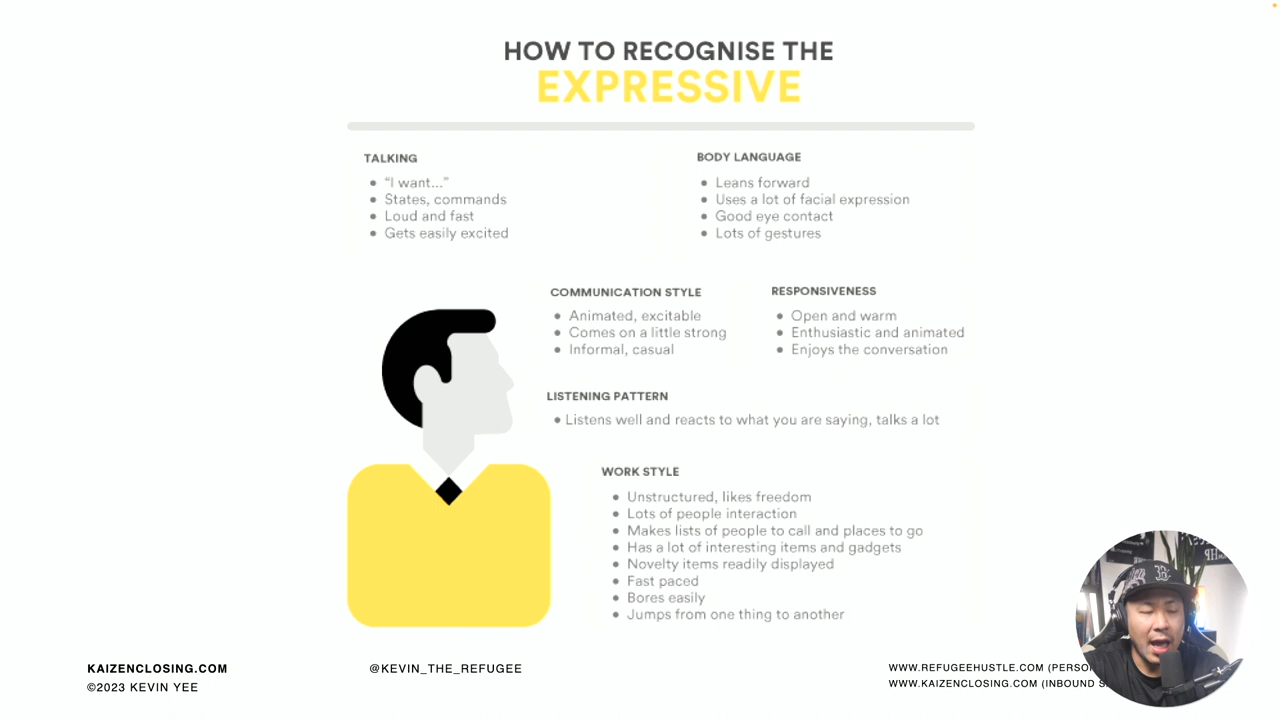 HOW TO RECOGNISE THE
EXPRESSIVE
TALKING
• "I want..."
• States, commands
• Loud and fast
• Gets easily excited
BODY LANGUAGE
• Leans forward
• Uses a lot of facial expression
• Good eye contact
• Lots of gestures
COMMUNICATION STYLE
• Animated, excitable
• Comes on a little strong
• Informal, casual
RESPONSIVENESS
• Open and warm
• Enthusiastic and animated
• Enjoys the conversation
LISTENING PATTERN
• Listens well and reacts to what you are saying, talks a lot
WORK STYLE
• Unstructured, likes freedom
• Lots of people interaction
• Makes lists of people to call and places to go
• Has a lot of interesting items and gadgets
• Novelty items readily displayed
• Fast paced
• Bores easily
• Jumps from one thing to another
KAIZENCLOSING.COM
©2023 KEVIN YEE
@KEVIN_THE_REFUGEE
WWW.REFUGEEHUSTLE.COM
WWW.KAIZENCLOSING.COM (INBOUND